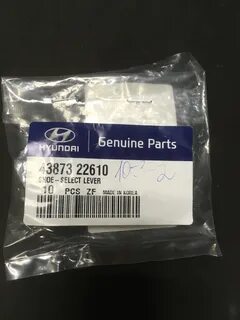 HYUNDAI
Genuine Parts
43873 22610
SHOE-SELECT LEVER
10 PCS ZF MADE IN KOREA